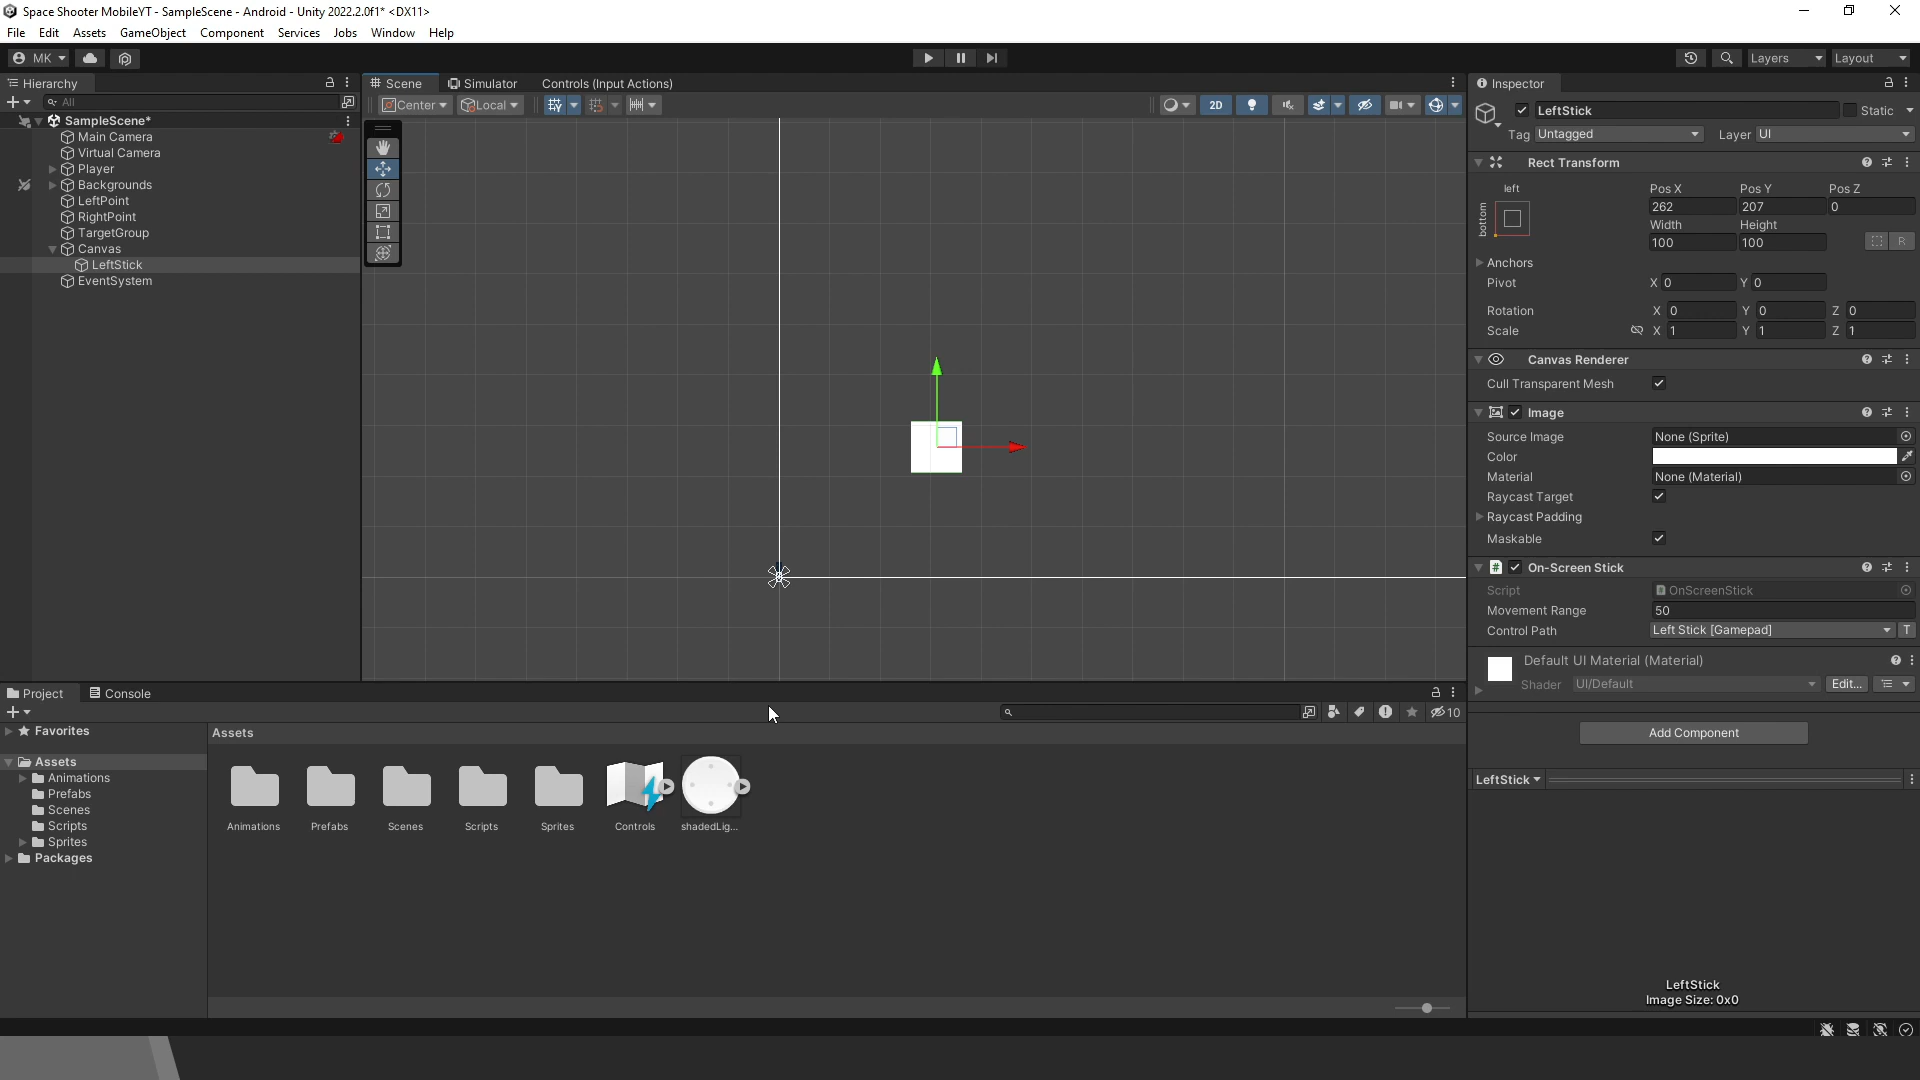 Space Shooter MobileYT - SampleScene - Android - Unity 2022.2.0f1* <DX11>
File Edit Assets GameObject Component Services Jobs Window Help
MK
Layers
Layout
Hierarchy
All
SampleScene*
Main Camera
Virtual Camera
Player
Backgrounds
LeftPoint
RightPoint
TargetGroup
Canvas
LeftStick
EventSystem
Scene Simulator Controls (Input Actions)
Center Local 2D
Inspector
LeftStick Static
Tag Untagged Layer UI
Rect Transform
left Pos X Pos Y Pos Z
bottom
262 207 0
Width Height
100 100 R
Anchors
Pivot X 0 Y 0
Rotation X 0 Y 0 Z 0
Scale X 1 Y 1 Z 1
Canvas Renderer
Cull Transparent Mesh
Image
Source Image None (Sprite)
Color
Material None (Material)
Raycast Target
Raycast Padding
Maskable
# On-Screen Stick
Script # OnScreenStick
Movement Range 50
Control Path Left Stick [Gamepad] T
Default UI Material (Material)
Shader UI/Default Edit...
Add Component
LeftStick
LeftStick
Image Size: 0x0
Project Console
10
Favorites
Assets
Animations
Prefabs
Scenes
Scripts
Sprites
Packages
Assets
Animations Prefabs Scenes Scripts Sprites Controls shadedLig...